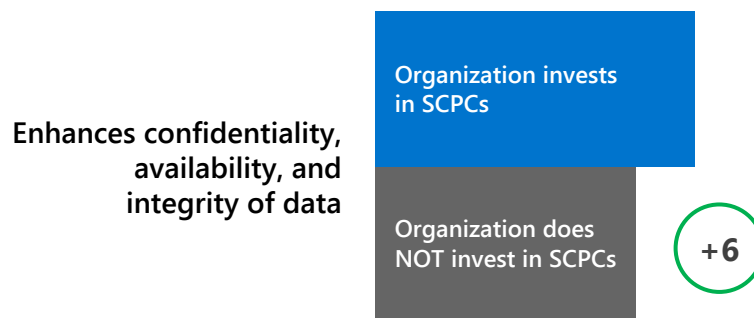 Enhances confidentiality,
availability, and
integrity of data
Organization invests
in SCPCs
Organization does
NOT invest in SCPCs
+6